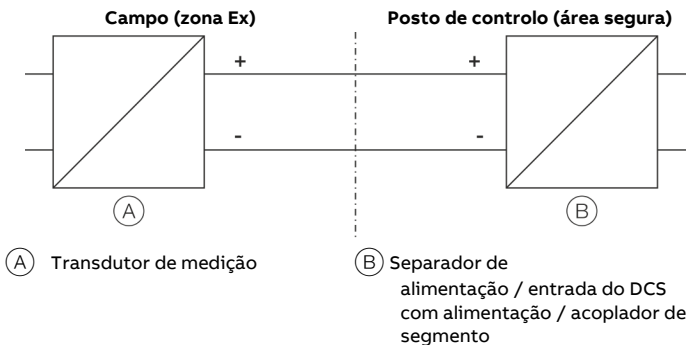 Campo (zona Ex)
Posto de controlo (área segura)
+
+
-
-
A
B
A Transdutor de medição
B Separador de
alimentação / entrada do DCS
com alimentação / acoplador de
segmento